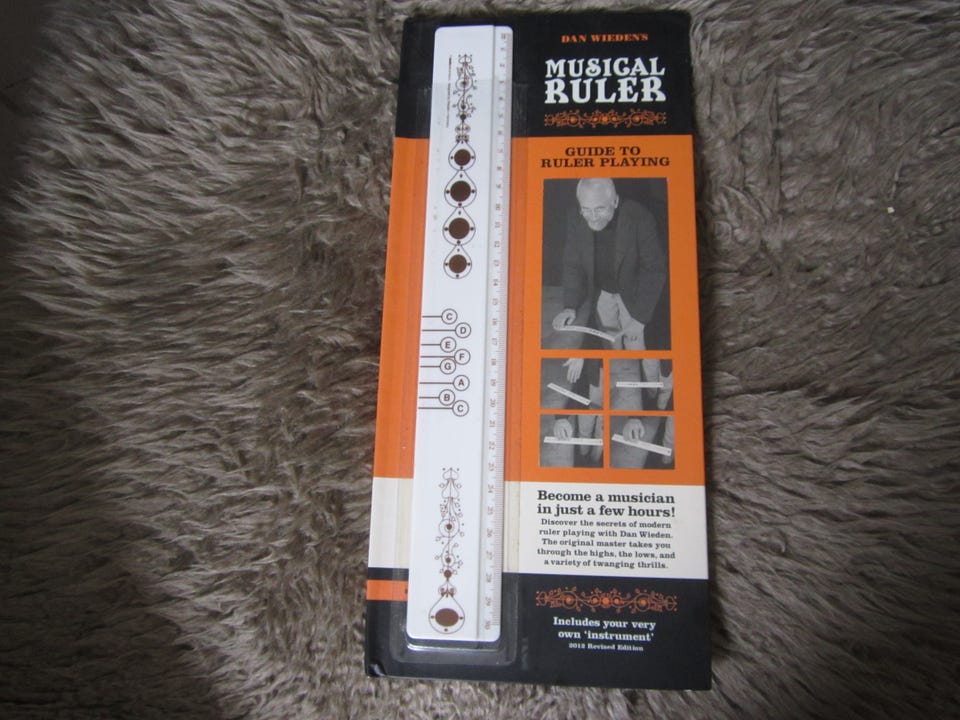 DAN WIEDEN'S
MUSICAL
RULER
GUIDE TO
RULER PLAYING
C
D
E
F
G
A
B
C
Become a musician
in just a few hours!
Discover the secrets of modern
ruler playing with Dan Wieden.
The original master takes you
through the highs, the lows, and
a variety of twanging thrills.
Includes your very
own 'instrument'
2012 Revised Edition